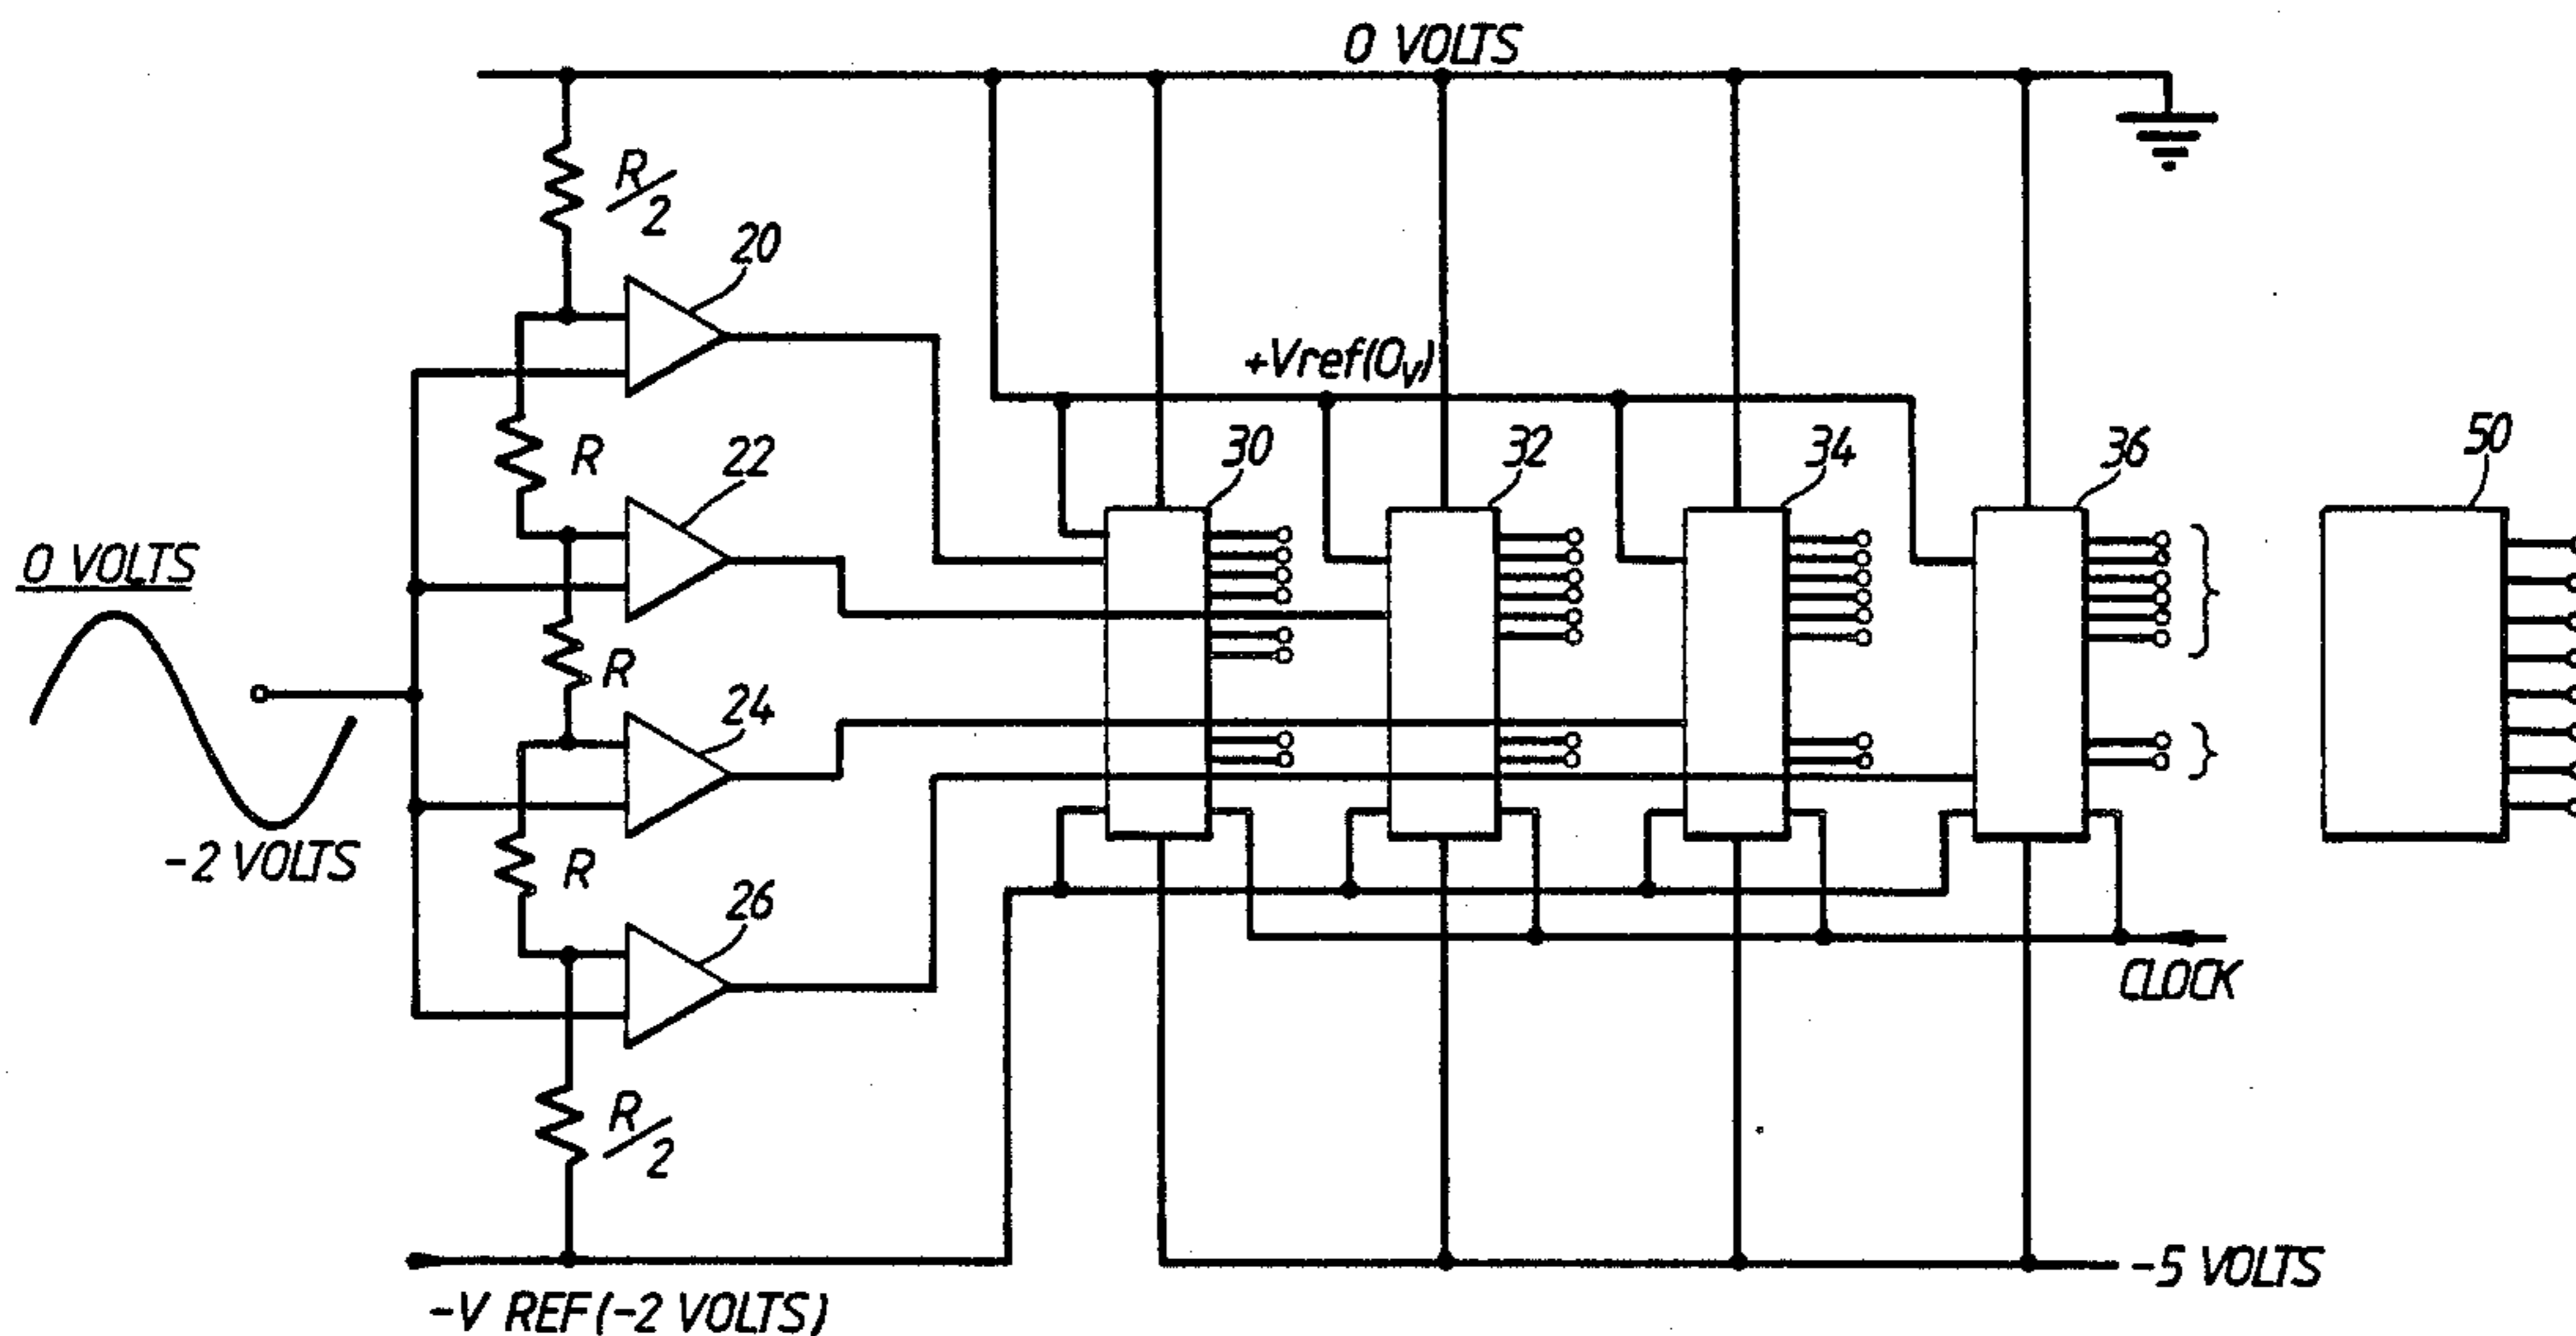 0 VOLTS
R/2
20
+Vref(0v)
R
22
30
32
34
36
50
0 VOLTS
R
24
-2 VOLTS
R
26
CLOCK
R/2
-5 VOLTS
-V REF (-2 VOLTS)